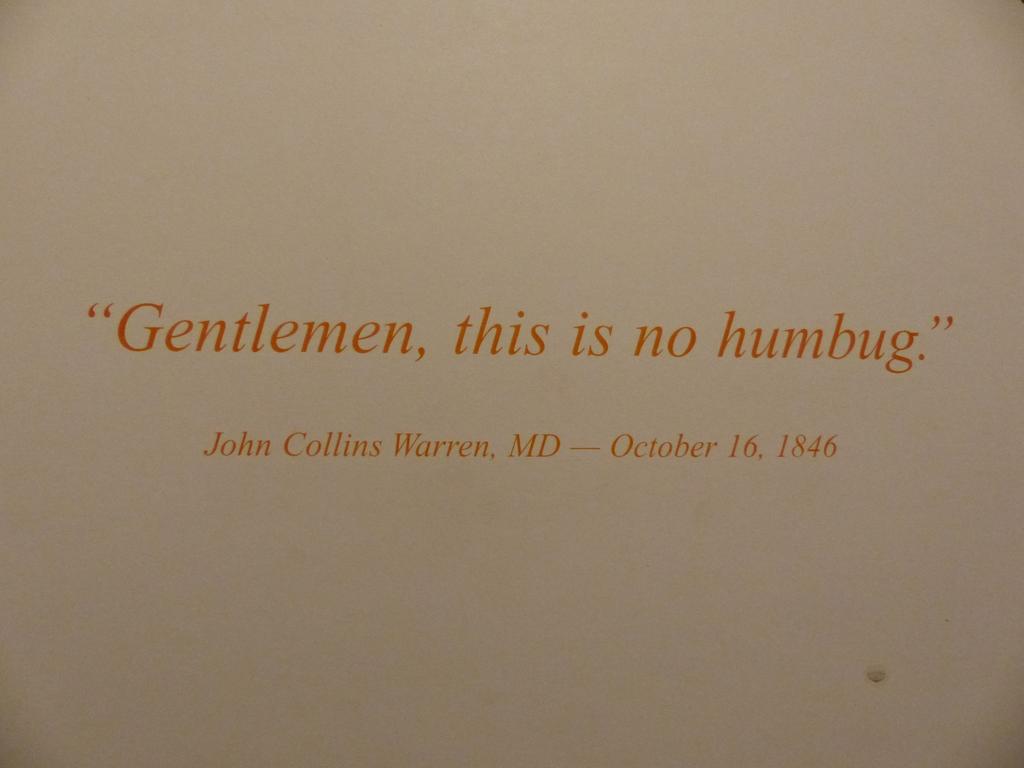 “Gentlemen, this is no humbug.”
John Collins Warren, MD — October 16, 1846